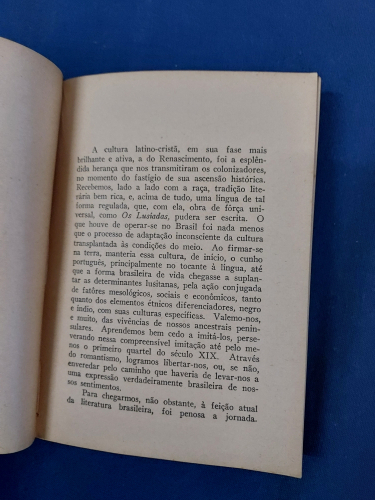 A cultura latino-cristã, em sua fase mais
brilhante e ativa, a do Renascimento, foi a esplên-
dida herança que nos transmitiram os colonizadores,
no momento do fastígio de sua ascensão histórica.
Recebemos, lado a lado com a raça, tradição lite-
rária bem rica, e, acima de tudo, uma língua de tal
forma regulada, que, com ela, obra de fôrça uni-
versal, como Os Lusíadas, pudera ser escrita. O
que houve de operar-se no Brasil foi nada menos
que o processo de adaptação inconsciente da cultura
transplantada às condições do meio. Ao firmar-se
na terra, manteria essa cultura, de início, o cunho
português, principalmente no tocante à língua, até
que a forma brasileira de vida chegasse a suplan-
tar as determinantes lusitanas, pela ação conjugada
de fatôres mesológicos, sociais e econômicos, tanto
quanto dos elementos étnicos diferenciadores, negro
e índio, com suas culturas específicas. Valemo-nos,
e muito, das vivências de nossos ancestrais penin-
sulares. Aprendemos bem cedo a imitá-los, perse-
verando nessa compreensível imitação até pelo me-
nos o primeiro quartel do século XIX. Através
do romantismo, logramos libertar-nos, ou, se não,
enveredar pelo caminho que haveria de levar-nos a
uma expressão verdadeiramente brasileira de nos-
sos sentimentos.
Para chegarmos, não obstante, à feição atual
da literatura brasileira, foi penosa a jornada.